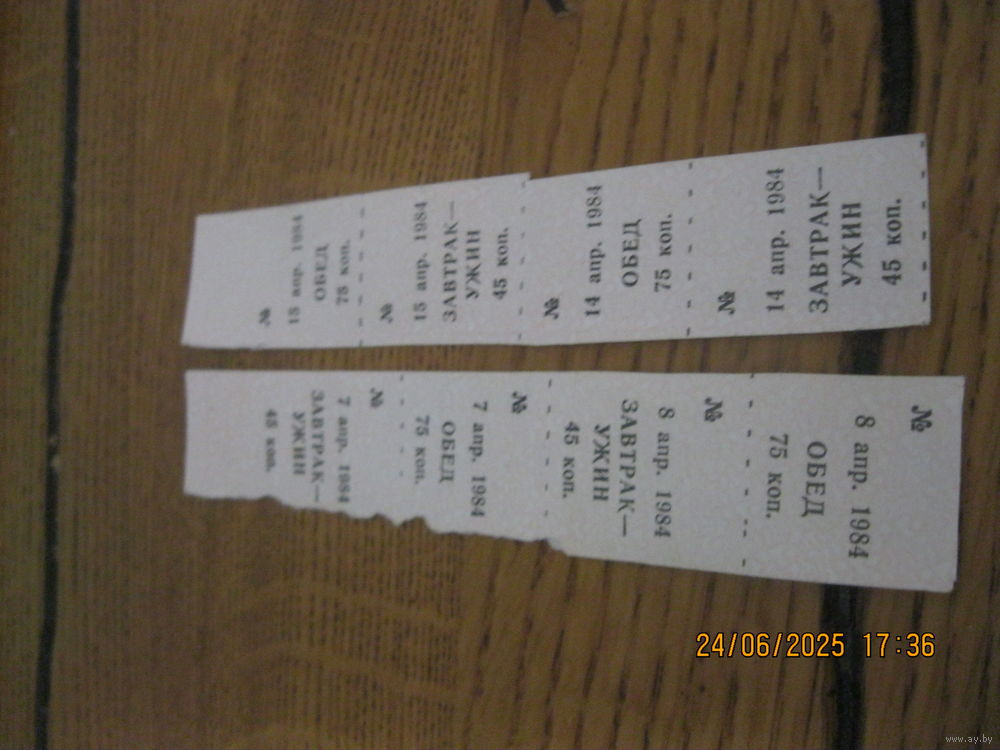 №
15 апр. 1984
ОБЕД
75 коп.
№
15 апр. 1984
ЗАВТРАК—
УЖИН
45 коп.
№
14 апр. 1984
ОБЕД
75 коп.
№
14 апр. 1984
ЗАВТРАК—
УЖИН
45 коп.
№
8 апр. 1984
ОБЕД
75 коп.
№
8 апр. 1984
ЗАВТРАК—
УЖИН
45 коп.
№
7 апр. 1984
ОБЕД
75 коп.
№
7 апр. 1984
ЗАВТРАК—
УЖИН
45 коп.
24/06/2025 17:36
www.ay.by